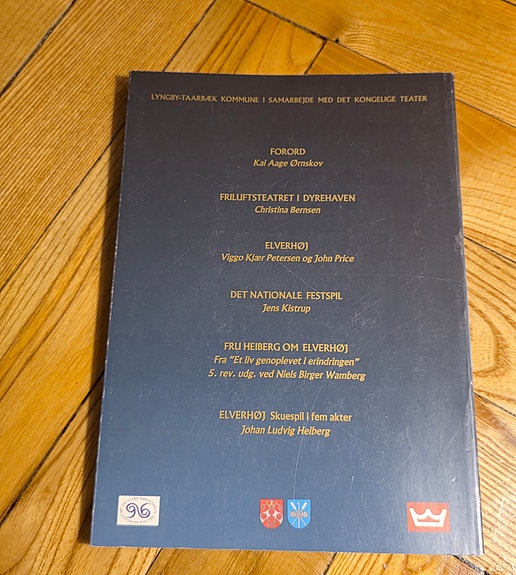 LYNGBY-TAARBÆK KOMMUNE I SAMARBEJDE MED DET KONGELIGE TEATER
FORORD
Kai Aage Ørnskov
FRILUFTSTEATRET I DYREHAVEN
Christina Bernsen
ELVERHØJ
Viggo Kjær Petersen og John Price
DET NATIONALE FESTSPIL
Jens Kistrup
FRU HEIBERG OM ELVERHØJ
Fra "Et liv genoplevet i erindringen"
5. rev. udg. ved Niels Birger Wamberg
ELVERHØJ Skuespil i fem akter
Johan Ludvig Heiberg
96